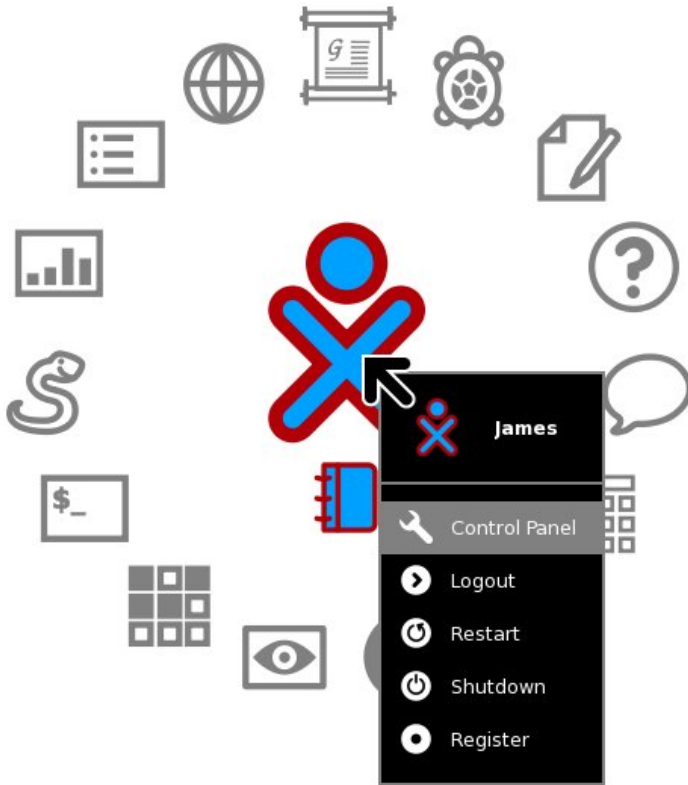 G
?
$_
James
Control Panel
Logout
Restart
Shutdown
Register